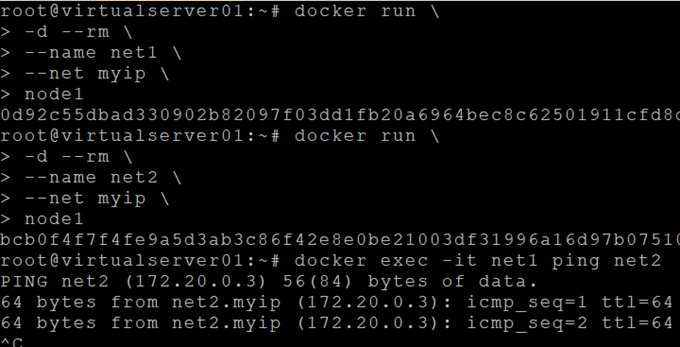 root@virtualserver01:~# docker run \
> -d --rm \
> --name net1 \
> --net myip \
> node1
0d92c55dbad330902b82097f03dd1fb20a6964bec8c62501911cfd8d
root@virtualserver01:~# docker run \
> -d --rm \
> --name net2 \
> --net myip \
> node1
bcb0f4f7f4fe9a5d3ab3c86f42e8e0be21003df31996a16d97b07510
root@virtualserver01:~# docker exec -it net1 ping net2
PING net2 (172.20.0.3) 56(84) bytes of data.
64 bytes from net2.myip (172.20.0.3): icmp_seq=1 ttl=64
64 bytes from net2.myip (172.20.0.3): icmp_seq=2 ttl=64
^C